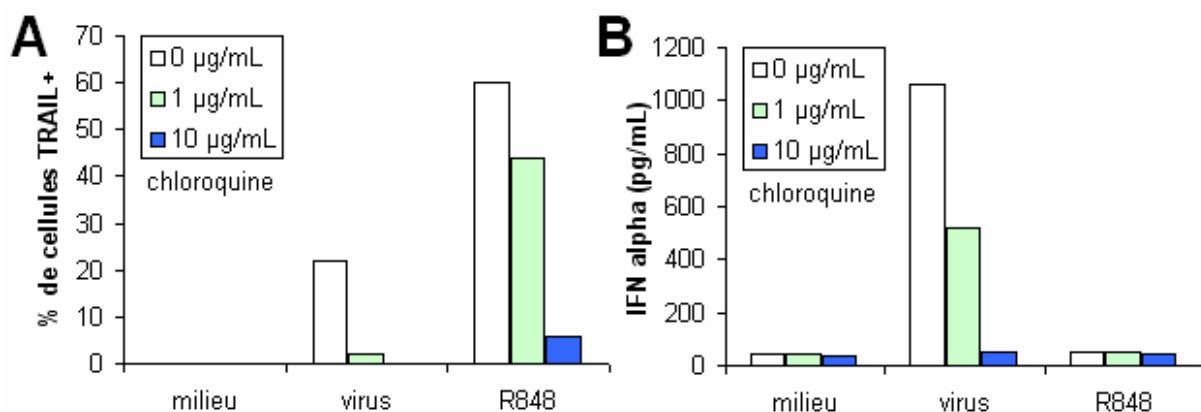 A
% de cellules TRAIL+
70
60
50
40
30
20
10
0
0 µg/mL
1 µg/mL
10 µg/mL
chloroquine
milieu virus R848
B
IFN alpha (pg/mL)
1200
1000
800
600
400
200
0
0 µg/mL
1 µg/mL
10 µg/mL
chloroquine
milieu virus R848